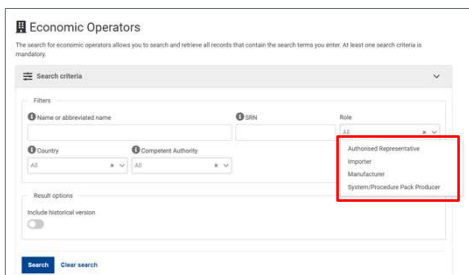 Economic Operators
The search for economic operators allows you to search and retrieve all records that contain the search terms you enter. At least one search criteria is
mandatory.
Search criteria
Filters
Name or abbreviated name
SRN
Role
All
Authorised Representative
Importer
Manufacturer
System/Procedure Pack Producer
Country
Competent Authority
All
All
Result options
Include historical version
Search
Clear search